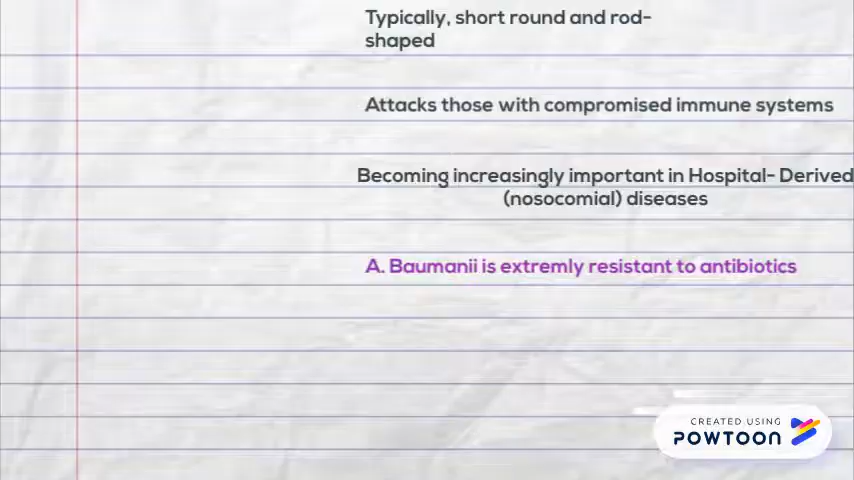 Typically, short round and rod-
shaped
Attacks those with compromised immune systems
Becoming increasingly important in Hospital- Derived
(nosocomial) diseases
A. Baumanii is extremly resistant to antibiotics
CREATED USING
POWTOON